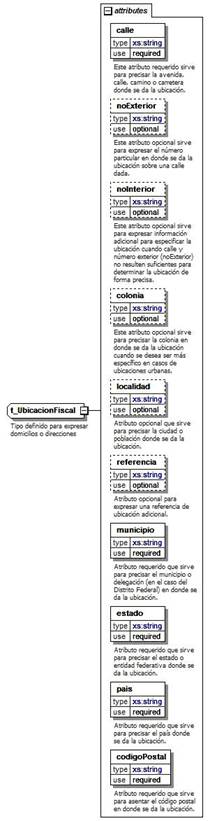 attributes
calle
type xs:string
use required
Este atributo requerido sirve
para precisar la avenida,
calle, camino o carretera
donde se da la ubicación.
noExterior
type xs:string
use optional
Este atributo opcional sirve
para expresar el número
particular en donde se da la
ubicación sobre una calle
dada.
noInterior
type xs:string
use optional
Este atributo opcional sirve
para expresar información
adicional para especificar la
ubicación cuando calle y
número exterior (noExterior)
no resulten suficientes para
determinar la ubicación de
forma precisa.
colonia
type xs:string
use optional
Este atributo opcional sirve
para precisar la colonia en
donde se da la ubicación
cuando se desea ser más
específico en casos de
ubicaciones urbanas.
localidad
type xs:string
use optional
Atributo opcional que sirve
para precisar la ciudad o
población donde se da la
ubicación.
t_UbicacionFiscal
Tipo definido para expresar
domicilios o direcciones
referencia
type xs:string
use optional
Atributo opcional para
expresar una referencia de
ubicación adicional.
municipio
type xs:string
use required
Atributo requerido que sirve
para precisar el municipio o
delegación (en el caso del
Distrito Federal) en donde se
da la ubicación.
estado
type xs:string
use required
Atributo requerido que sirve
para precisar el estado o
entidad federativa donde se
da la ubicación.
pais
type xs:string
use required
Atributo requerido que sirve
para precisar el país donde
se da la ubicación.
codigoPostal
type xs:string
use required
Atributo requerido que sirve
para asentar el código postal
en donde se da la ubicación.